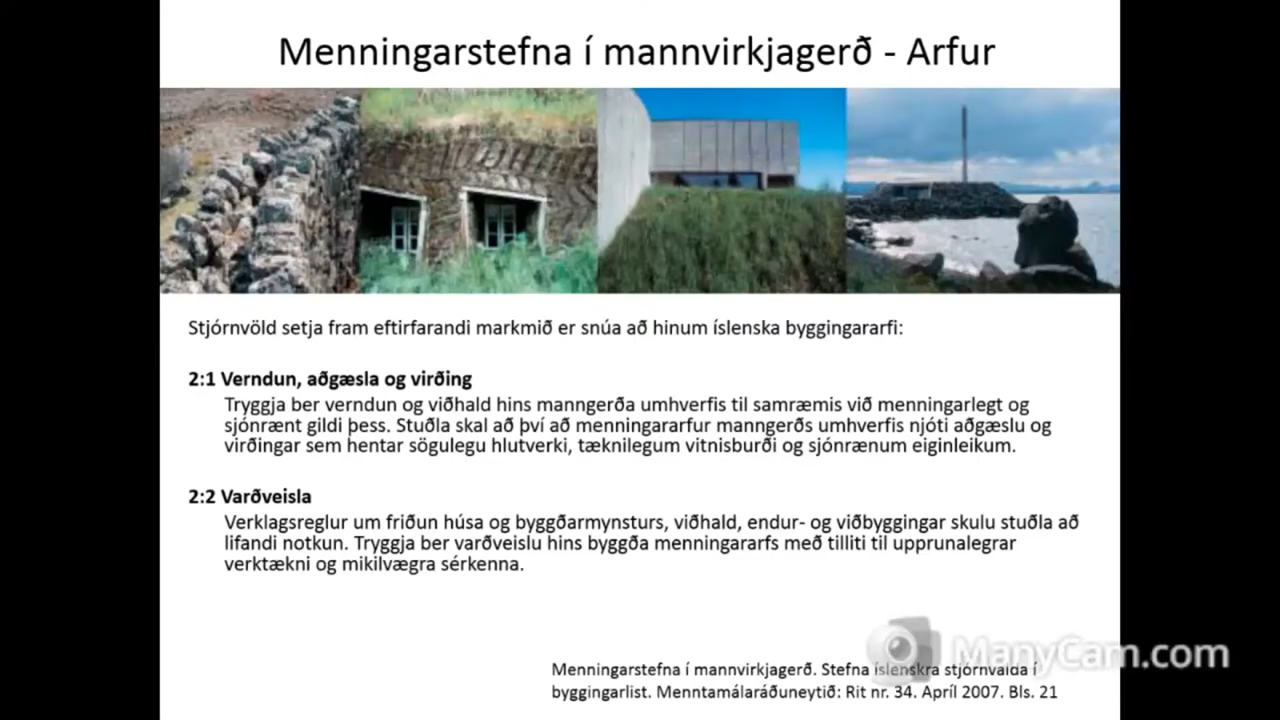 Menningarstefna í mannvirkjagerð - Arfur
Stjórnvöld setja fram eftirfarandi markmið er snúa að hinum íslenska byggingararfi:
2:1 Verndun, aðgæsla og virðing
Tryggja ber verndun og viðhald hins manngerða umhverfis til samræmis við menningarlegt og
sjónrænt gildi þess. Stuðla skal að því að menningararfur manngerðs umhverfis njóti aðgæslu og
virðingar sem hentar sögulegu hlutverki, tæknilegum vitnisburði og sjónrænum eiginleikum.
2:2 Varðveisla
Verklagsreglur um friðun húsa og byggðarmynsturs, viðhald, endur- og viðbyggingar skulu stuðla að
lifandi notkun. Tryggja ber varðveislu hins byggða menningararfs með tilliti til upprunalegrar
verktækni og mikilvægra sérkenna.
ManyCam.com
Menningarstefna í mannvirkjagerð. Stefna íslenskra stjórnvalda í
byggingarlist. Menntamálaráðuneytið: Rit nr. 34. Apríl 2007. Bls. 21